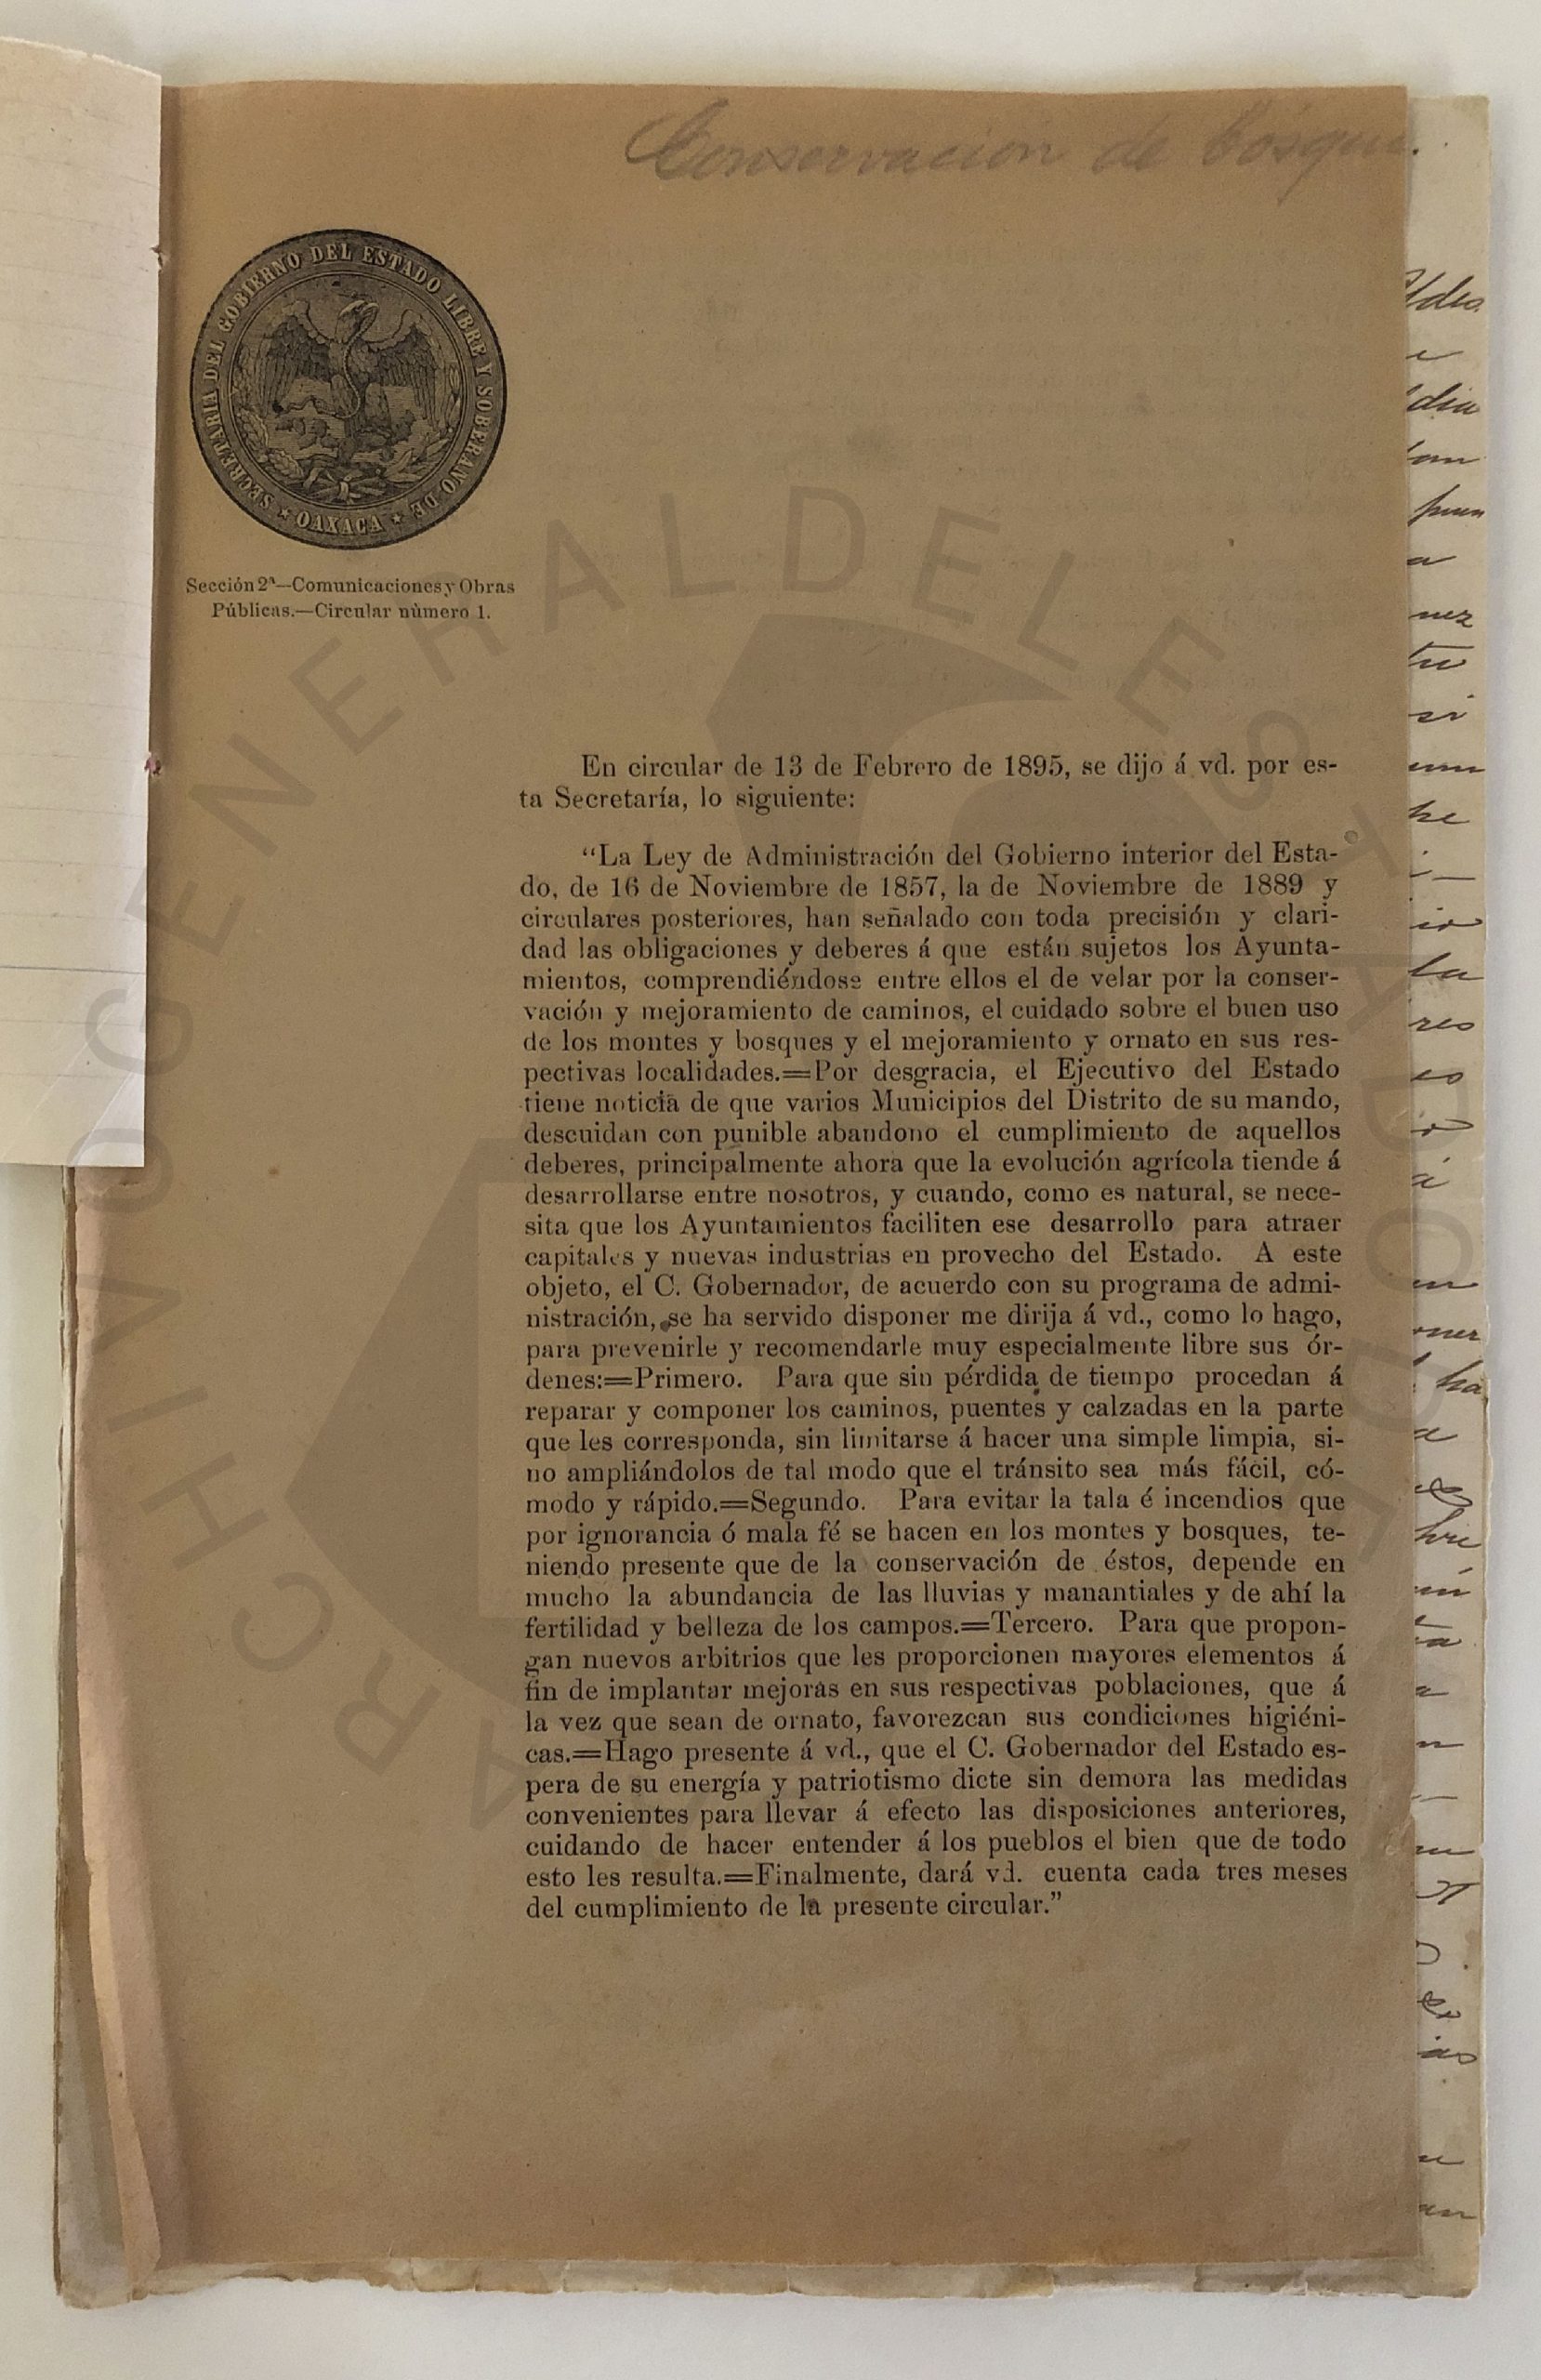 Conservacion de bosque.
SECRETARIA DEL GOBIERNO DEL ESTADO LIBRE Y SOBERANO DE
★ OAXACA ★
Sección 2ª—Comunicaciones y Obras
Públicas.—Circular nùmero 1.
En circular de 13 de Febrero de 1895, se dijo á vd. por es-
ta Secretaría, lo siguiente:
“La Ley de Administración del Gobierno interior del Esta-
do, de 16 de Noviembre de 1857, la de Noviembre de 1889 y
circulares posteriores, han señalado con toda precisión y clari-
dad las obligaciones y deberes á que están sujetos los Ayunta-
mientos, comprendiéndose entre ellos el de velar por la conser-
vación y mejoramiento de caminos, el cuidado sobre el buen uso
de los montes y bosques y el mejoramiento y ornato en sus res-
pectivas localidades.=Por desgracia, el Ejecutivo del Estado
tiene noticia de que varios Municipios del Distrito de su mando,
descuidan con punible abandono el cumplimiento de aquellos
deberes, principalmente ahora que la evolución agrícola tiende á
desarrollarse entre nosotros, y cuando, como es natural, se nece-
sita que los Ayuntamientos faciliten ese desarrollo para atraer
capitales y nuevas industrias en provecho del Estado. A este
objeto, el C. Gobernador, de acuerdo con su programa de admi-
nistración, se ha servido disponer me dirija á vd., como lo hago,
para prevenirle y recomendarle muy especialmente libre sus ór-
denes:=Primero. Para que sin pérdida de tiempo procedan á
reparar y componer los caminos, puentes y calzadas en la parte
que les corresponda, sin limitarse á hacer una simple limpia, si-
no ampliándolos de tal modo que el tránsito sea más fácil, có-
modo y rápido.=Segundo. Para evitar la tala é incendios que
por ignorancia ó mala fé se hacen en los montes y bosques, te-
niendo presente que de la conservación de éstos, depende en
mucho la abundancia de las lluvias y manantiales y de ahí la
fertilidad y belleza de los campos.=Tercero. Para que propon-
gan nuevos arbitrios que les proporcionen mayores elementos á
fin de implantar mejoras en sus respectivas poblaciones, que á
la vez que sean de ornato, favorezcan sus condiciones higiéni-
cas.=Hago presente á vd., que el C. Gobernador del Estado es-
pera de su energía y patriotismo dicte sin demora las medidas
convenientes para llevar á efecto las disposiciones anteriores,
cuidando de hacer entender á los pueblos el bien que de todo
esto les resulta.=Finalmente, dará vd. cuenta cada tres meses
del cumplimiento de la presente circular.”
ARCHIVO GENERAL DEL ESTADO DE